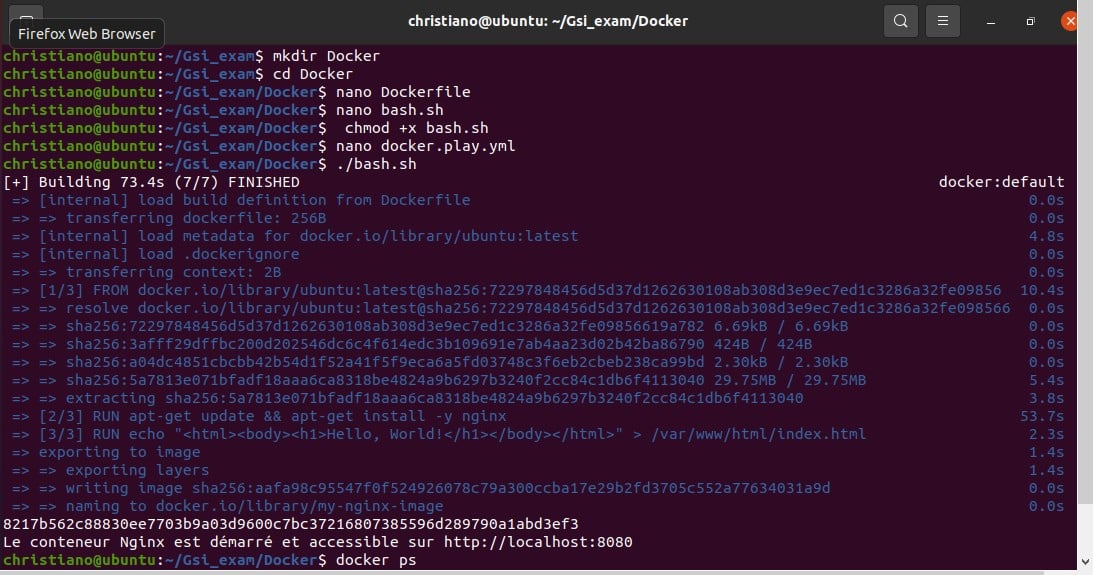 christiano@ubuntu: ~/Gsi_exam/Docker
Firefox Web Browser
christiano@ubuntu:~/Gsi_exam$ mkdir Docker
christiano@ubuntu:~/Gsi_exam$ cd Docker
christiano@ubuntu:~/Gsi_exam/Docker$ nano Dockerfile
christiano@ubuntu:~/Gsi_exam/Docker$ nano bash.sh
christiano@ubuntu:~/Gsi_exam/Docker$  chmod +x bash.sh
christiano@ubuntu:~/Gsi_exam/Docker$ nano docker.play.yml
christiano@ubuntu:~/Gsi_exam/Docker$ ./bash.sh
[+] Building 73.4s (7/7) FINISHED docker:default
=> [internal] load build definition from Dockerfile 0.0s
=> => transferring dockerfile: 256B 0.0s
=> [internal] load metadata for docker.io/library/ubuntu:latest 4.8s
=> [internal] load .dockerignore 0.0s
=> => transferring context: 2B 0.0s
=> [1/3] FROM docker.io/library/ubuntu:latest@sha256:72297848456d5d37d1262630108ab308d3e9ec7ed1c3286a32fe09856 10.4s
=> => resolve docker.io/library/ubuntu:latest@sha256:72297848456d5d37d1262630108ab308d3e9ec7ed1c3286a32fe098566 0.0s
=> => sha256:72297848456d5d37d1262630108ab308d3e9ec7ed1c3286a32fe09856619a782 6.69kB / 6.69kB 0.0s
=> => sha256:3afff29dffbc200d202546dc6c4f614edc3b109691e7ab4aa23d02b42ba86790 424B / 424B 0.0s
=> => sha256:a04dc4851cbcbb42b54d1f52a41f5f9eca6a5fd03748c3f6eb2cbeb238ca99bd 2.30kB / 2.30kB 0.0s
=> => sha256:5a7813e071bfadf18aaa6ca8318be4824a9b6297b3240f2cc84c1db6f4113040 29.75MB / 29.75MB 5.4s
=> => extracting sha256:5a7813e071bfadf18aaa6ca8318be4824a9b6297b3240f2cc84c1db6f4113040 3.8s
=> [2/3] RUN apt-get update && apt-get install -y nginx 53.7s
=> [3/3] RUN echo "<html><body><h1>Hello, World!</h1></body></html>" > /var/www/html/index.html 2.3s
=> exporting to image 1.4s
=> => exporting layers 1.4s
=> => writing image sha256:aafa98c95547f0f524926078c79a300ccba17e29b2fd3705c552a77634031a9d 0.0s
=> => naming to docker.io/library/my-nginx-image 0.0s
8217b562c88830ee7703b9a03d9600c7bc37216807385596d289790a1abd3ef3
Le conteneur Nginx est démarré et accessible sur http://localhost:8080
christiano@ubuntu:~/Gsi_exam/Docker$ docker ps